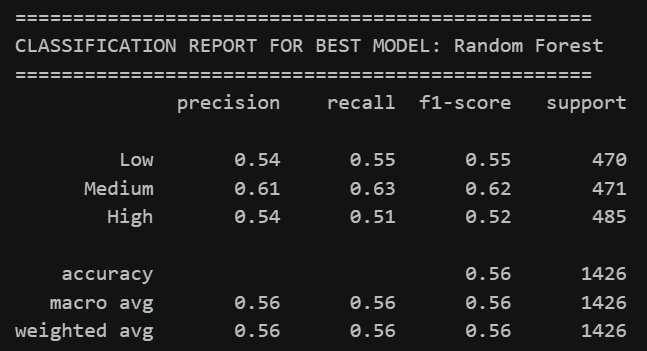 ==================================================
CLASSIFICATION REPORT FOR BEST MODEL: Random Forest
==================================================
              precision    recall  f1-score   support

         Low       0.54      0.55      0.55       470
      Medium       0.61      0.63      0.62       471
        High       0.54      0.51      0.52       485

    accuracy                           0.56      1426
   macro avg       0.56      0.56      0.56      1426
weighted avg       0.56      0.56      0.56      1426